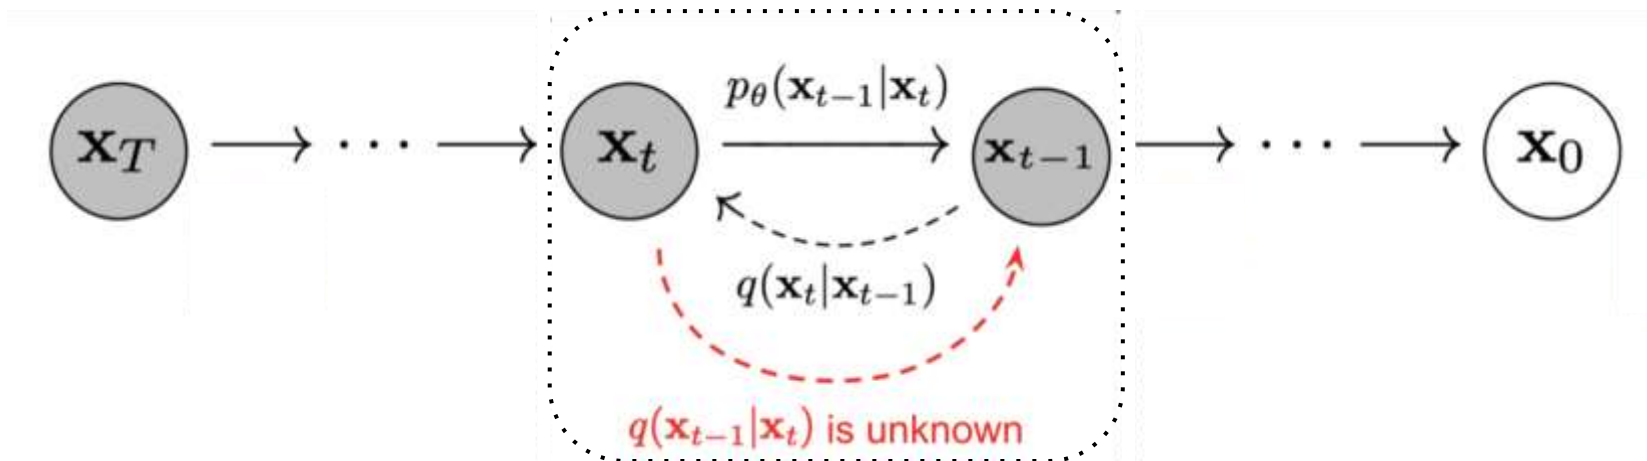 p_θ(x_{t−1}|x_t)
x_T → ··· → x_t → x_{t−1} → ··· → x_0
q(x_t|x_{t−1})
q(x_{t−1}|x_t) is unknown